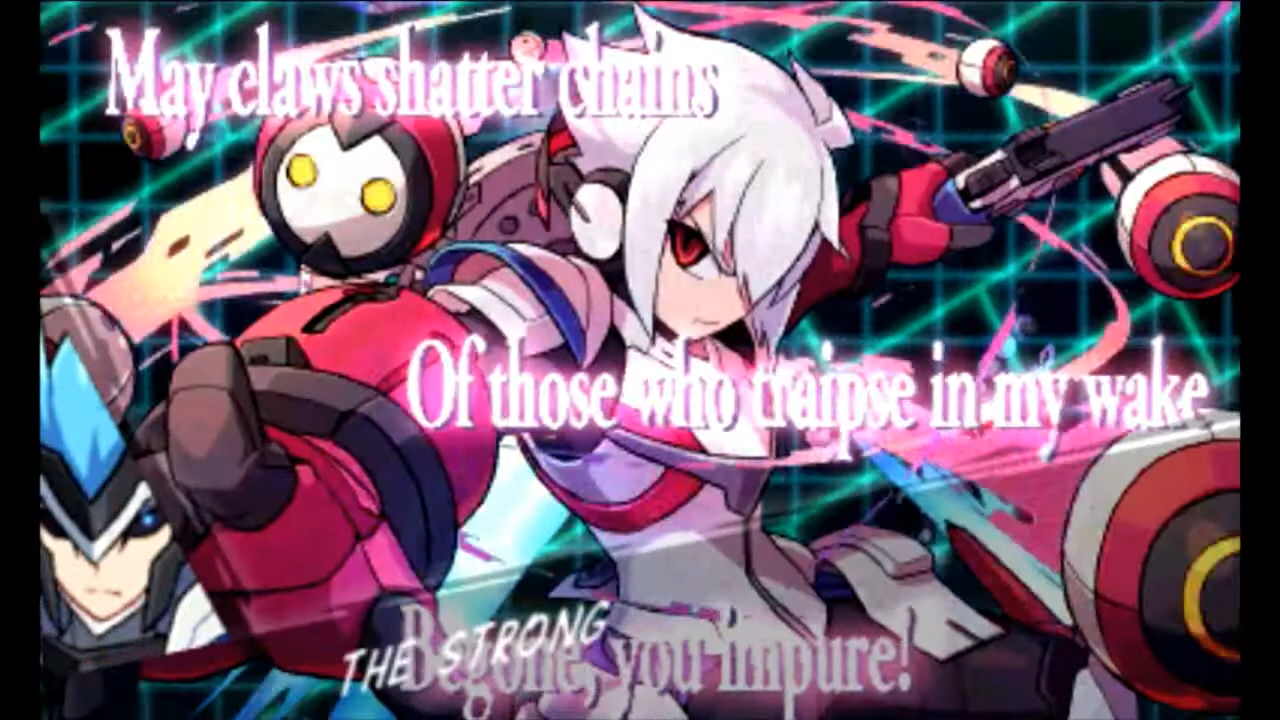 May claws shatter chains
Of those who traipse in my wake
THE STRONG
Begone, you impure!